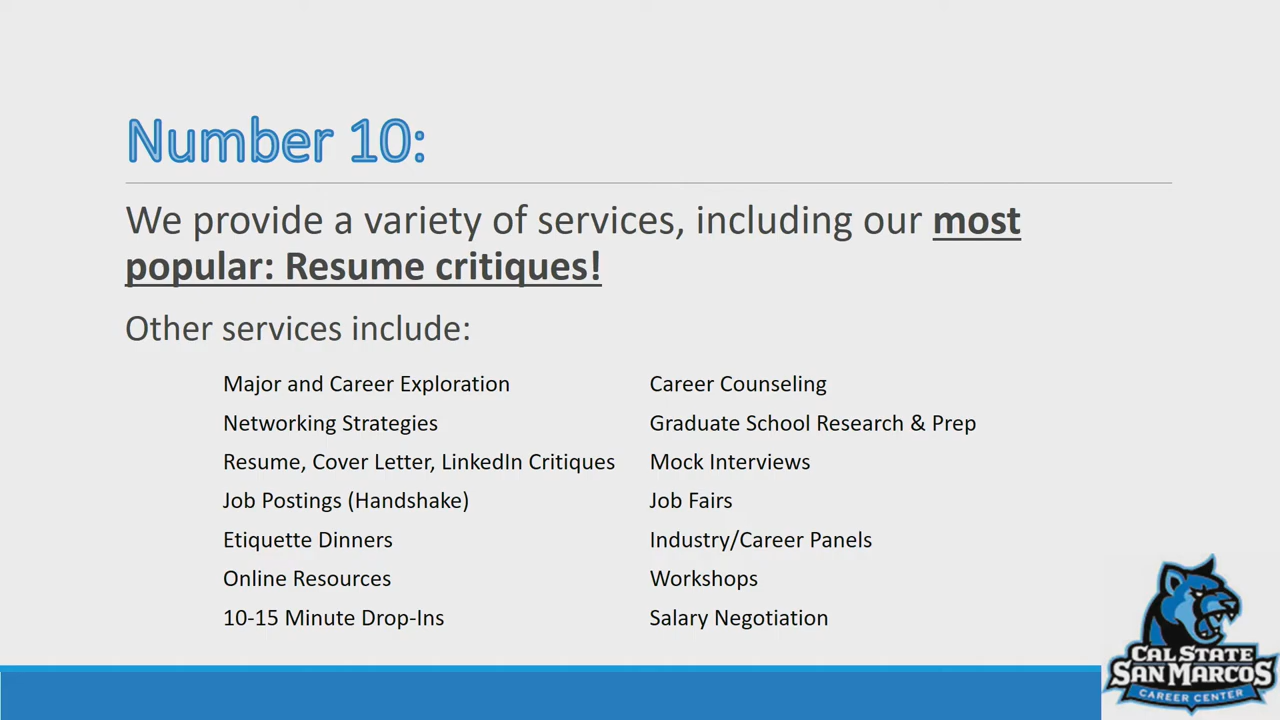 Number 10:
We provide a variety of services, including our most
popular: Resume critiques!
Other services include:
Major and Career Exploration
Networking Strategies
Resume, Cover Letter, LinkedIn Critiques
Job Postings (Handshake)
Etiquette Dinners
Online Resources
10-15 Minute Drop-Ins
Career Counseling
Graduate School Research & Prep
Mock Interviews
Job Fairs
Industry/Career Panels
Workshops
Salary Negotiation
CAL STATE
SAN MARCOS
CAREER CENTER